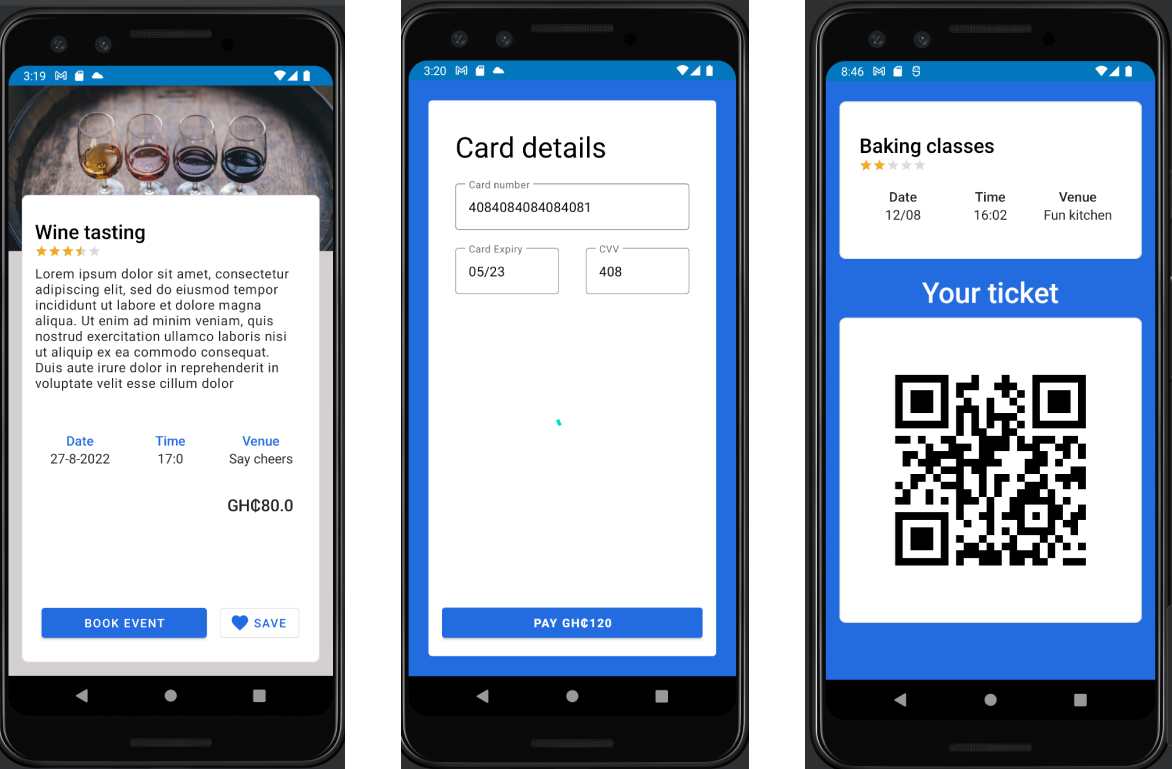 3:19
Wine tasting
Lorem ipsum dolor sit amet, consectetur
adipiscing elit, sed do eiusmod tempor
incididunt ut labore et dolore magna
aliqua. Ut enim ad minim veniam, quis
nostrud exercitation ullamco laboris nisi
ut aliquip ex ea commodo consequat.
Duis aute irure dolor in reprehenderit in
voluptate velit esse cillum dolor
Date Time Venue
27-8-2022 17:0 Say cheers
GH₵80.0
BOOK EVENT SAVE
3:20
Card details
Card number
4084084084084081
Card Expiry CVV
05/23 408
PAY GH₵120
8:46
Baking classes
Date Time Venue
12/08 16:02 Fun kitchen
Your ticket